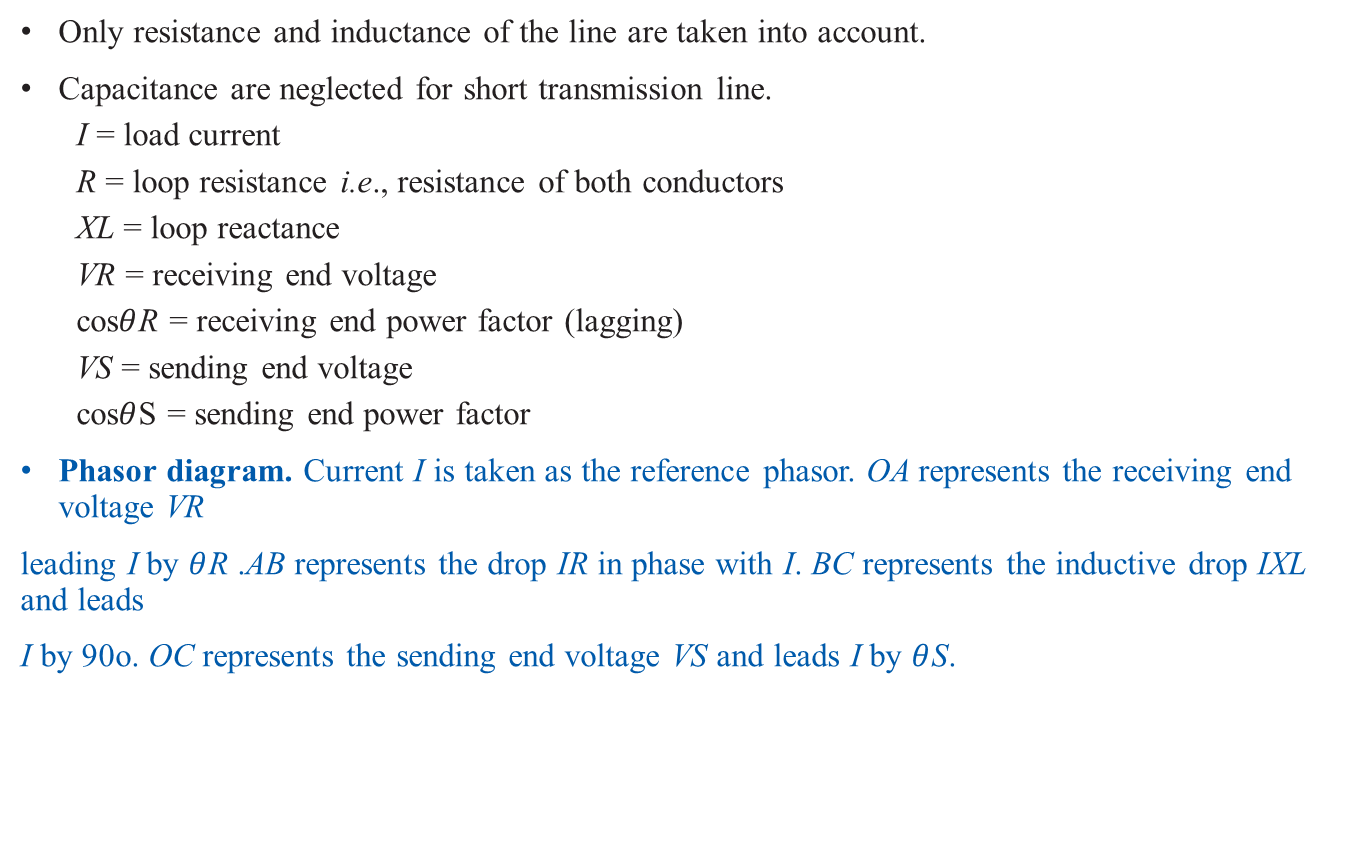 • Only resistance and inductance of the line are taken into account.
• Capacitance are neglected for short transmission line.
I = load current
R = loop resistance i.e., resistance of both conductors
XL = loop reactance
VR = receiving end voltage
cosθR = receiving end power factor (lagging)
VS = sending end voltage
cosθS = sending end power factor
• Phasor diagram. Current I is taken as the reference phasor. OA represents the receiving end
voltage VR
leading I by θR .AB represents the drop IR in phase with I. BC represents the inductive drop IXL
and leads
I by 90o. OC represents the sending end voltage VS and leads I by θS.